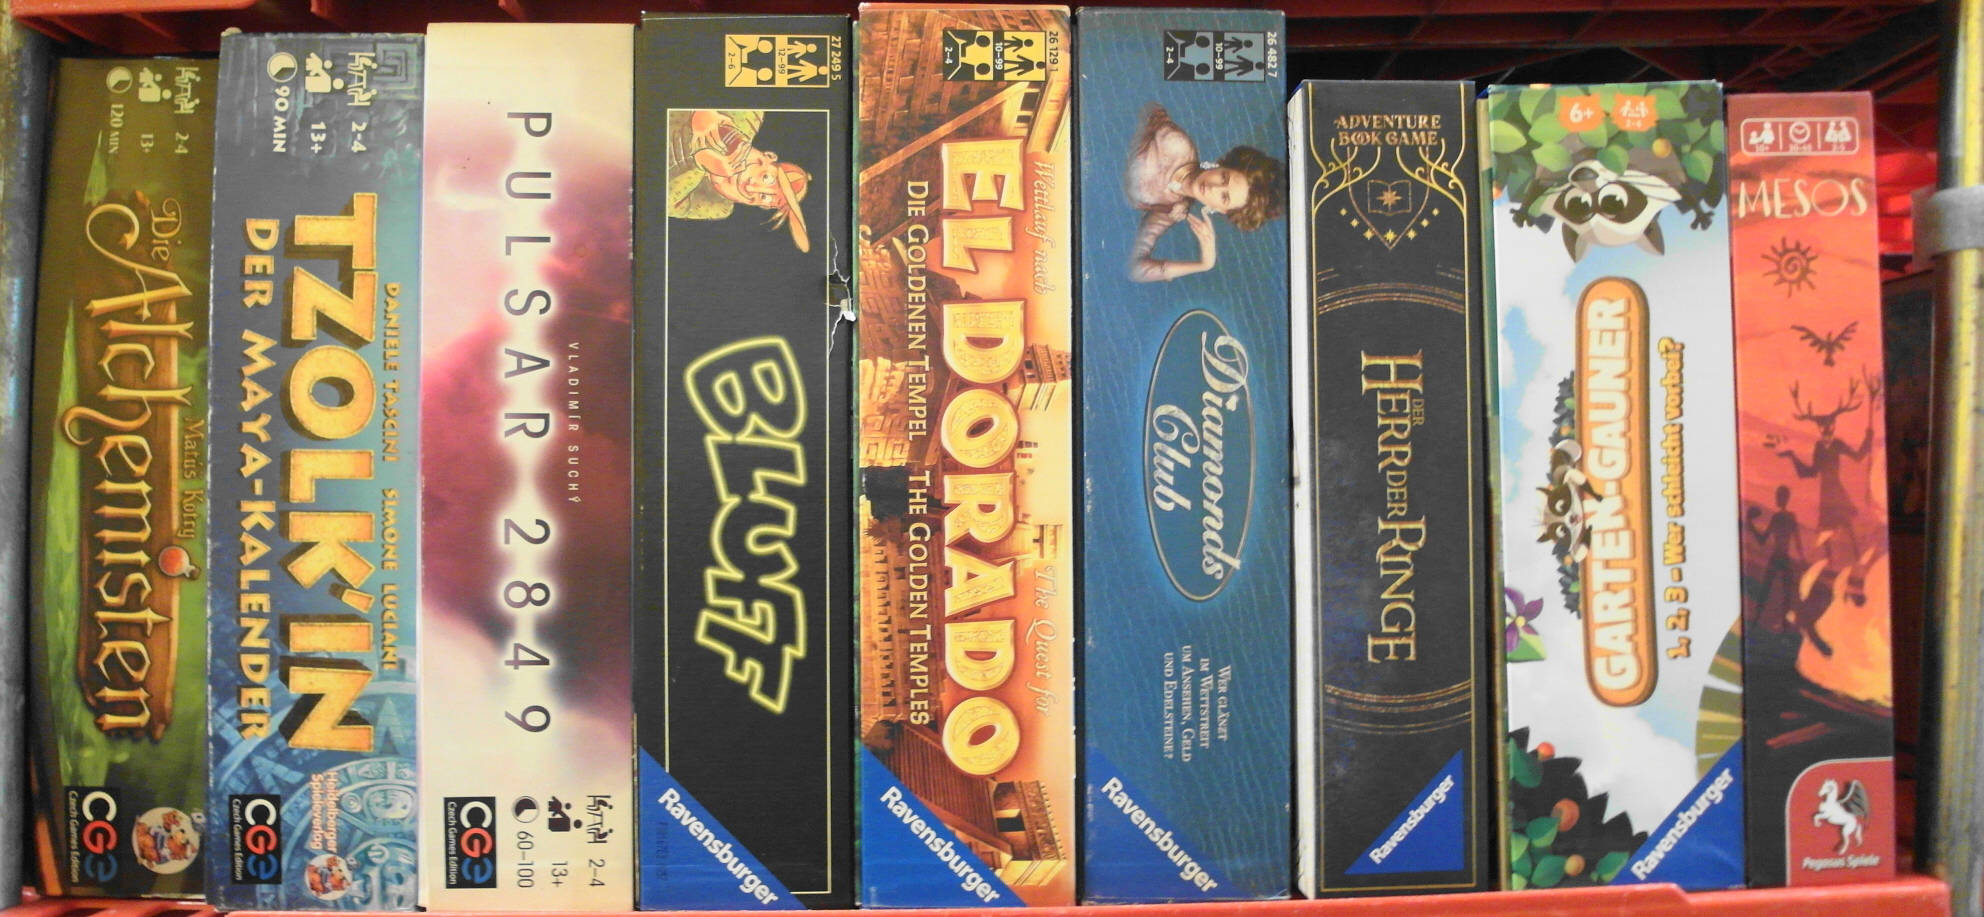 2-4
13+
120 MIN
Die
Alchemisten
Matúš Kotry
CGE
Czech Games Edition
2-4
13+
90 MIN
DANIELE TASCINI SIMONE LUCIANI
TZOLK'IN
DER MAYA-KALENDER
Heidelberger
Spieleverlag
CGE
Czech Games Edition
VLADIMÍR SUCHÝ
PULSAR 2849
2-4
13+
60-100
CGE
Czech Games Edition
27 249 5
12-99
2-6
BLUFF
Ravensburger
26 129 1
10-99
2-4
Wettlauf nach The Quest for
EL DORADO
DIE GOLDENEN TEMPEL THE GOLDEN TEMPLES
Ravensburger
26 482 7
10-99
2-4
Diamonds
Club
WER GLÄNZT
IM WETTSTREIT
UM ANSEHEN, GELD
UND EDELSTEINE?
Ravensburger
ADVENTURE
BOOK GAME
DER
HERR DER RINGE
Ravensburger
6+
2-4
GARTEN-GAUNER
1, 2, 3 - Wer schleicht vorbei?
Ravensburger
MESOS
Pegasus Spiele